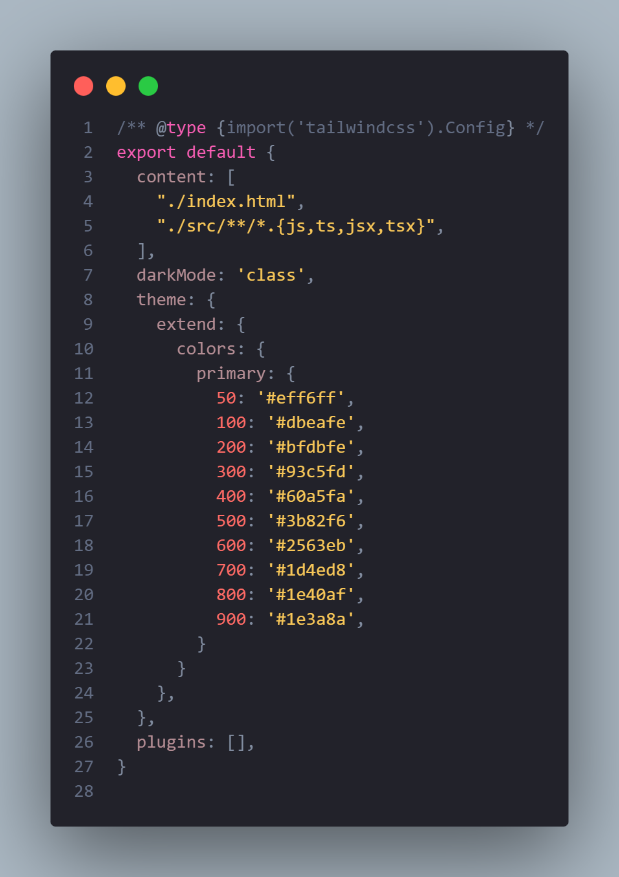 1 /** @type {import('tailwindcss').Config} */
2 export default {
3   content: [
4     "./index.html",
5     "./src/**/*.{js,ts,jsx,tsx}",
6   ],
7   darkMode: 'class',
8   theme: {
9     extend: {
10       colors: {
11         primary: {
12           50: '#eff6ff',
13           100: '#dbeafe',
14           200: '#bfdbfe',
15           300: '#93c5fd',
16           400: '#60a5fa',
17           500: '#3b82f6',
18           600: '#2563eb',
19           700: '#1d4ed8',
20           800: '#1e40af',
21           900: '#1e3a8a',
22         }
23       }
24     },
25   },
26   plugins: [],
27 }
28